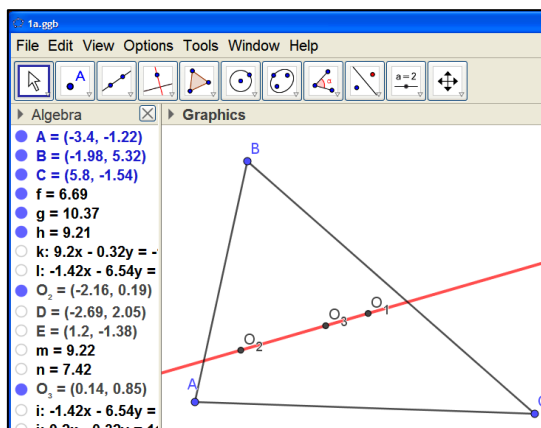 1a.ggb
File Edit View Options Tools Window Help
A
α
a = 2
Algebra
Graphics
A = (-3.4, -1.22)
B = (-1.98, 5.32)
C = (5.8, -1.54)
f = 6.69
g = 10.37
h = 9.21
k: 9.2x - 0.32y = -
l: -1.42x - 6.54y =
O₂ = (-2.16, 0.19)
D = (-2.69, 2.05)
E = (1.2, -1.38)
m = 9.22
n = 7.42
O₃ = (0.14, 0.85)
i: -1.42x - 6.54y =
B
O₁
O₃
O₂
A